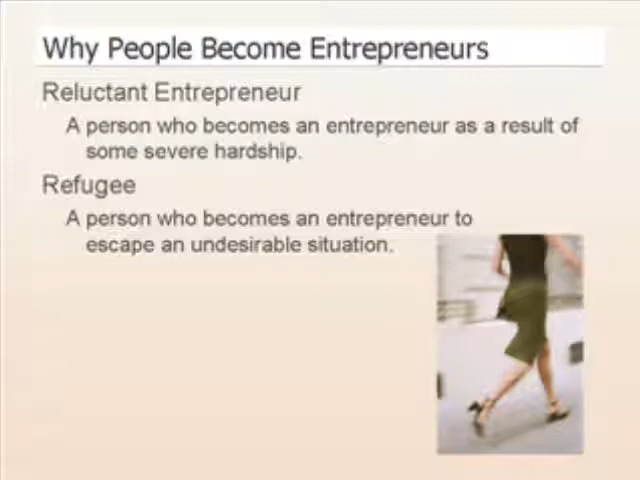 Why People Become Entrepreneurs
Reluctant Entrepreneur
A person who becomes an entrepreneur as a result of
some severe hardship.
Refugee
A person who becomes an entrepreneur to
escape an undesirable situation.